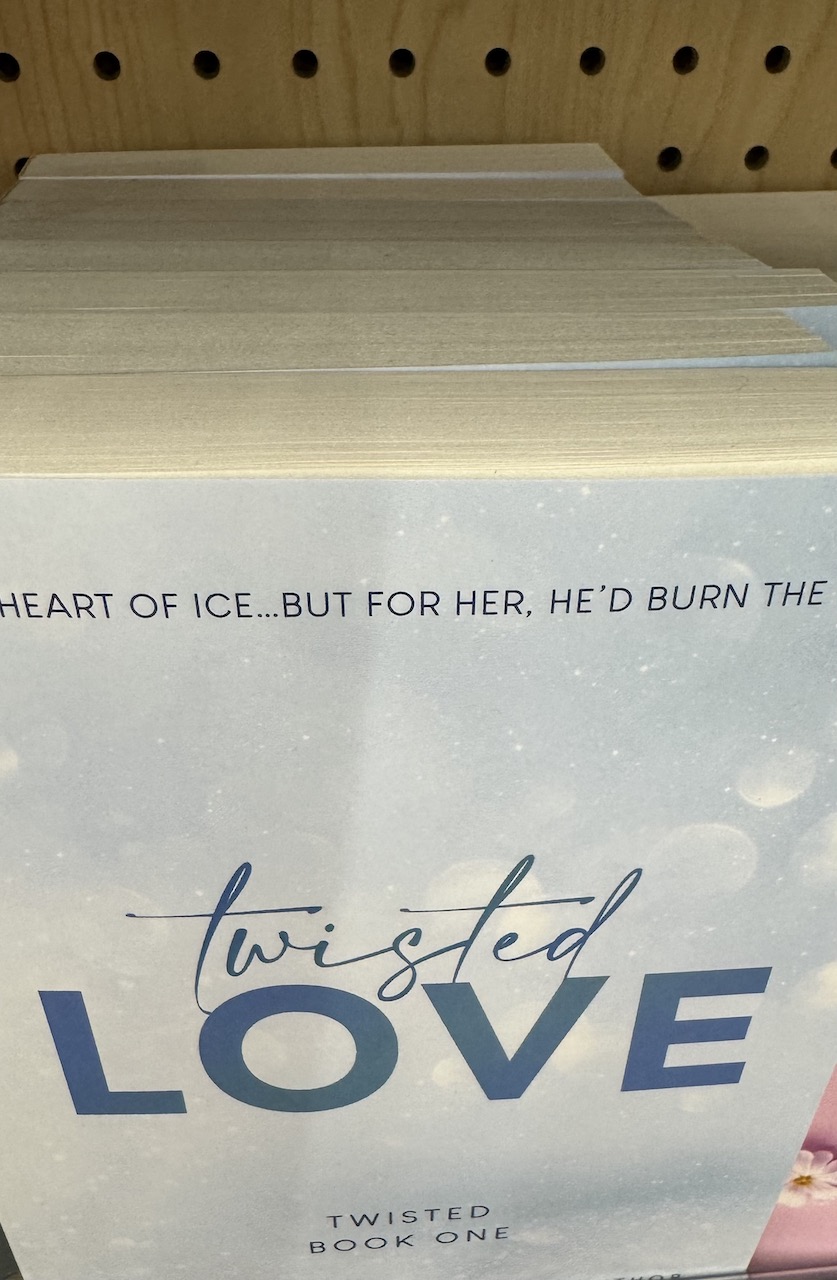 HEART OF ICE...BUT FOR HER, HE'D BURN THE
twisted
LOVE
TWISTED
BOOK ONE